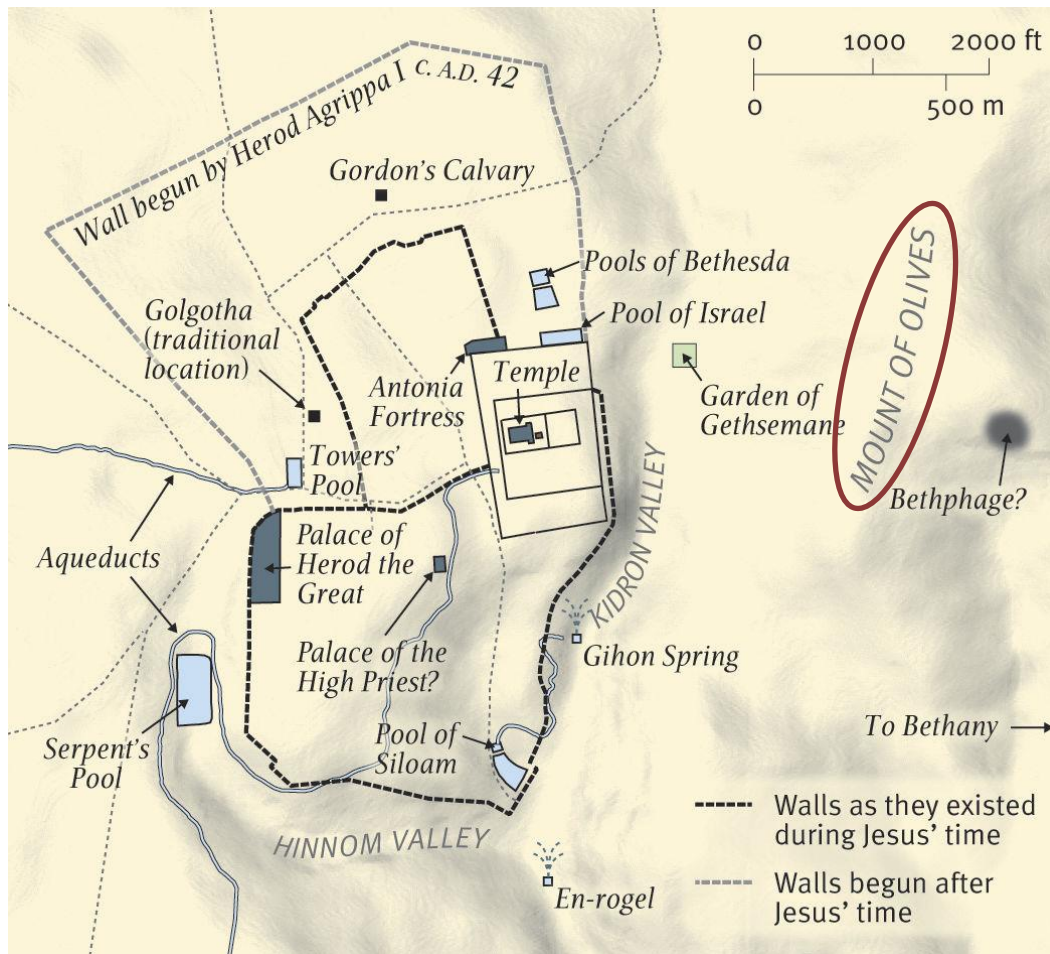 0 1000 2000 ft
0 500 m
Wall begun by Herod Agrippa I c. A.D. 42
Gordon's Calvary
Pools of Bethesda
Pool of Israel
Golgotha
(traditional
location)
Antonia
Fortress
Temple
Garden of
Gethsemane
MOUNT OF OLIVES
Bethphage?
Towers'
Pool
KIDRON VALLEY
Aqueducts
Palace of
Herod the
Great
Palace of the
High Priest?
Gihon Spring
Serpent's
Pool
Pool of
Siloam
To Bethany
HINNOM VALLEY
En-rogel
Walls as they existed
during Jesus' time
Walls begun after
Jesus' time